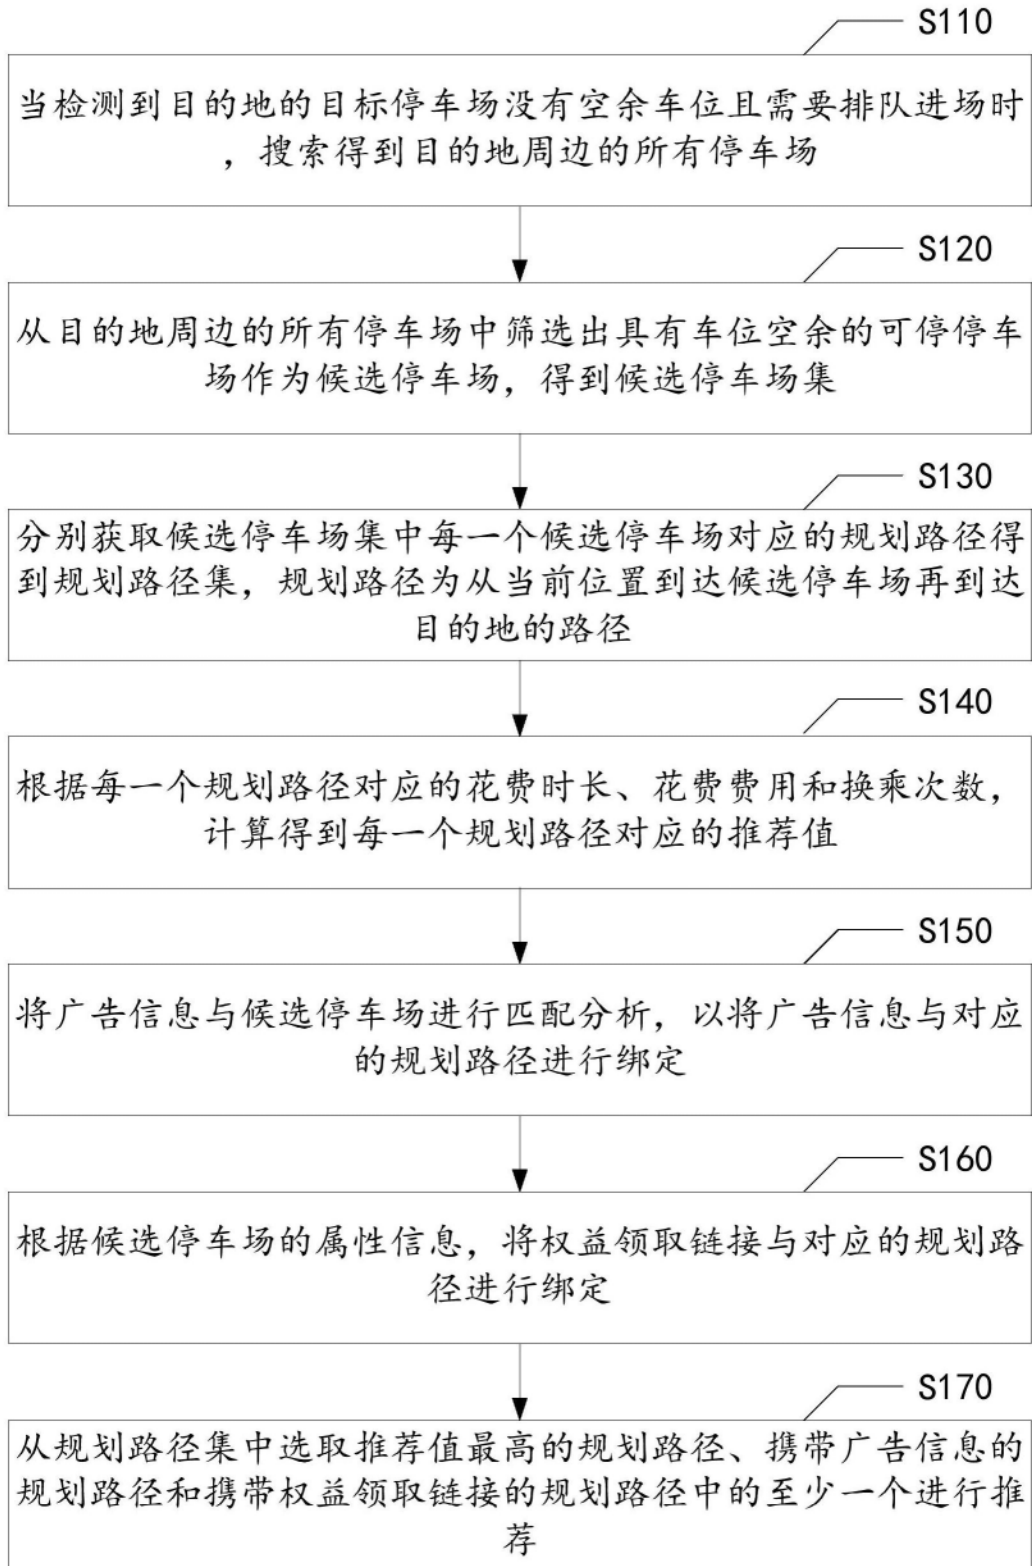 S110
当检测到目的地的目标停车场没有空余车位且需要排队进场时
，搜索得到目的地周边的所有停车场
S120
从目的地周边的所有停车场中筛选出具有车位空余的可停停车
场作为候选停车场，得到候选停车场集
S130
分别获取候选停车场集中每一个候选停车场对应的规划路径得
到规划路径集，规划路径为从当前位置到达候选停车场再到达
目的地的路径
S140
根据每一个规划路径对应的花费时长、花费费用和换乘次数，
计算得到每一个规划路径对应的推荐值
S150
将广告信息与候选停车场进行匹配分析，以将广告信息与对应
的规划路径进行绑定
S160
根据候选停车场的属性信息，将权益领取链接与对应的规划路
径进行绑定
S170
从规划路径集中选取推荐值最高的规划路径、携带广告信息的
规划路径和携带权益领取链接的规划路径中的至少一个进行推
荐